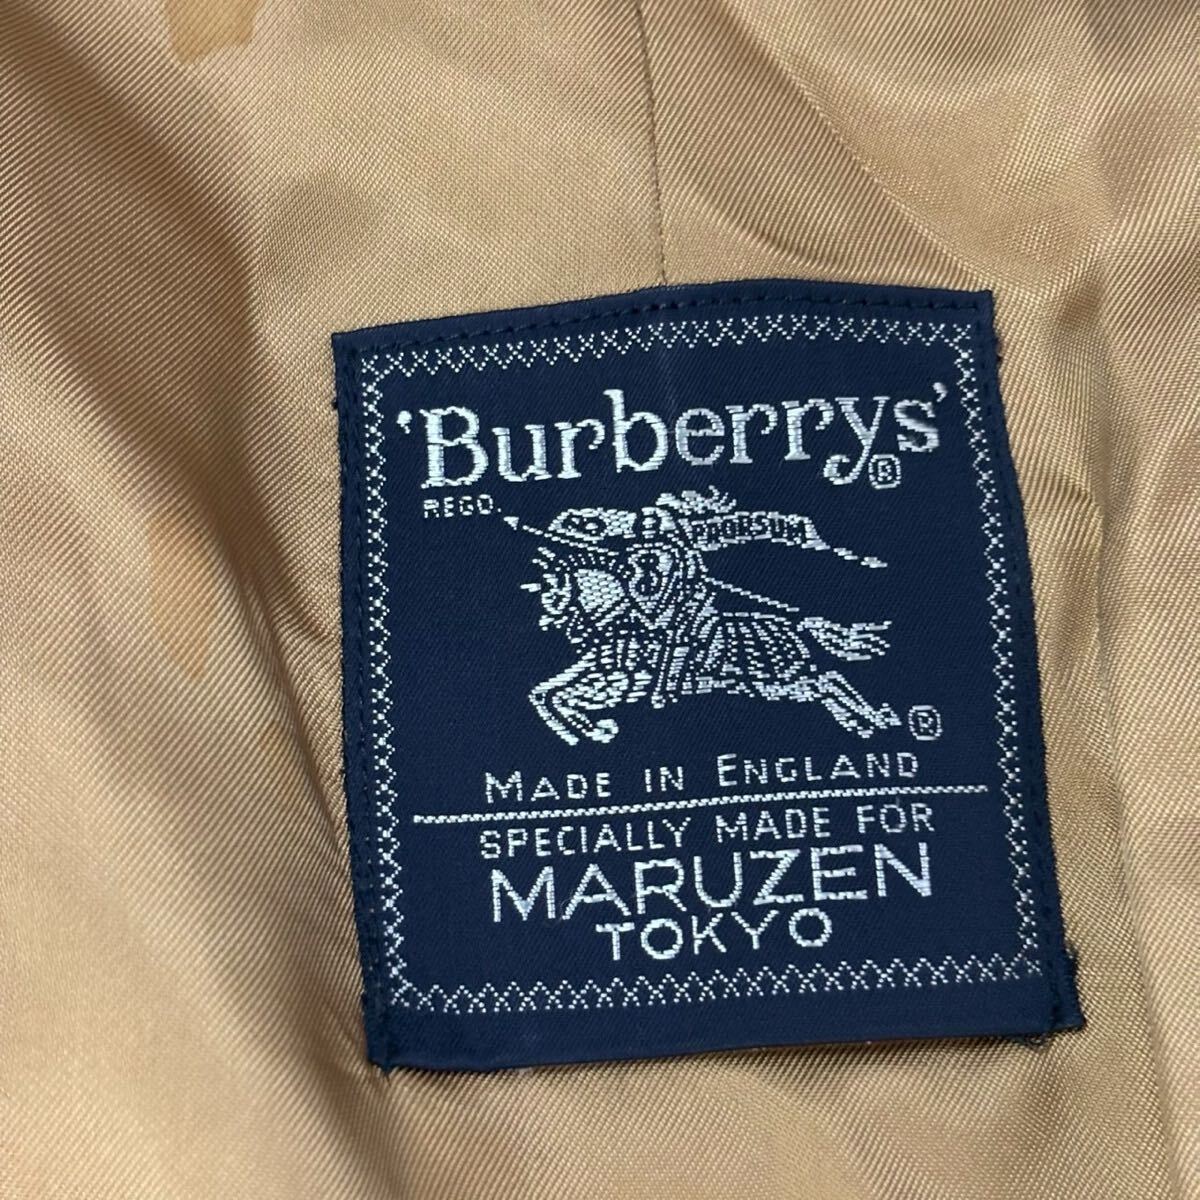 'Burberrys'®
REGD.
PRORSUM
®
MADE IN ENGLAND
SPECIALLY MADE FOR
MARUZEN
TOKYO